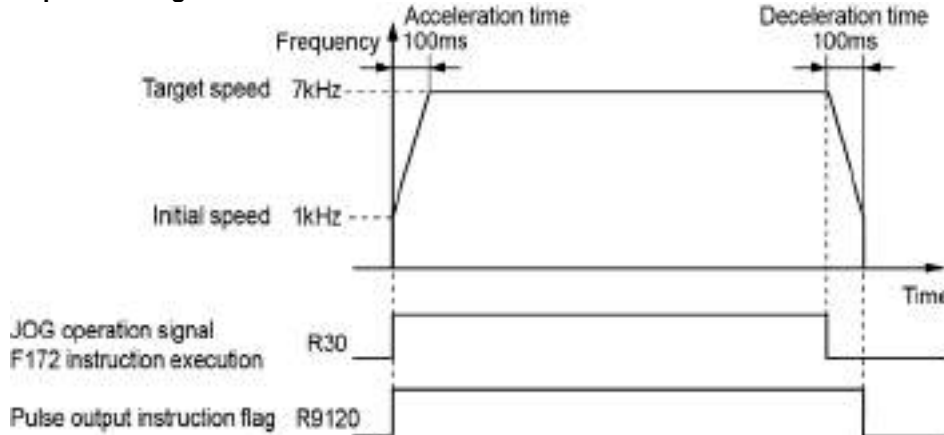 Acceleration time
Deceleration time
Frequency
100ms
100ms
Target speed 7kHz
Initial speed 1kHz
Time
JOG operation signal
F172 instruction execution
R30
Pulse output instruction flag R9120